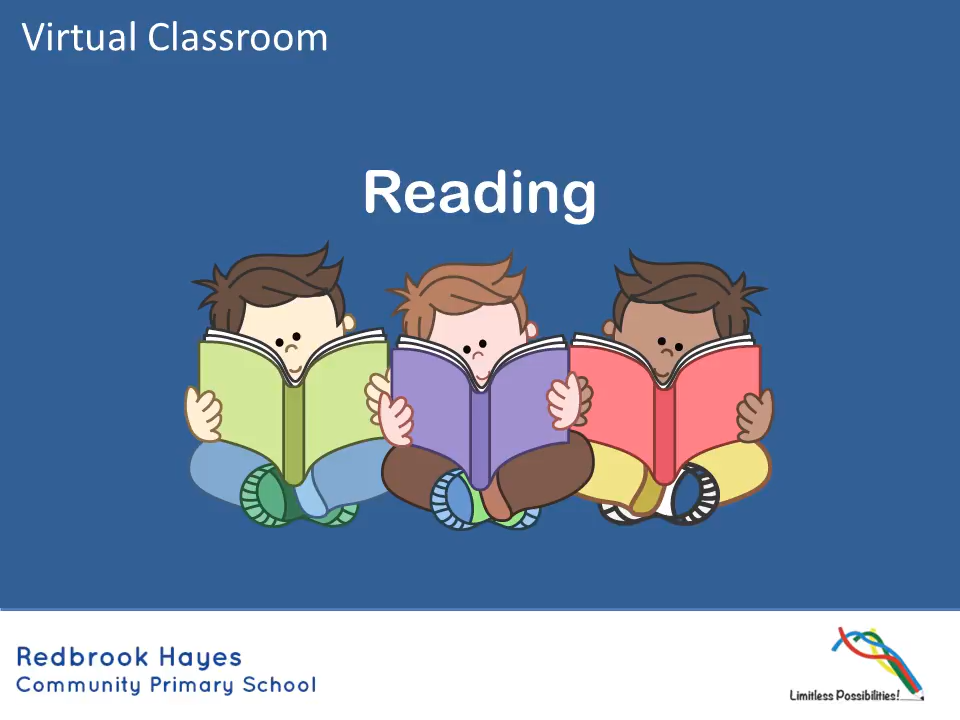 Virtual Classroom
Reading
Redbrook Hayes
Community Primary School
Limitless Possibilities!